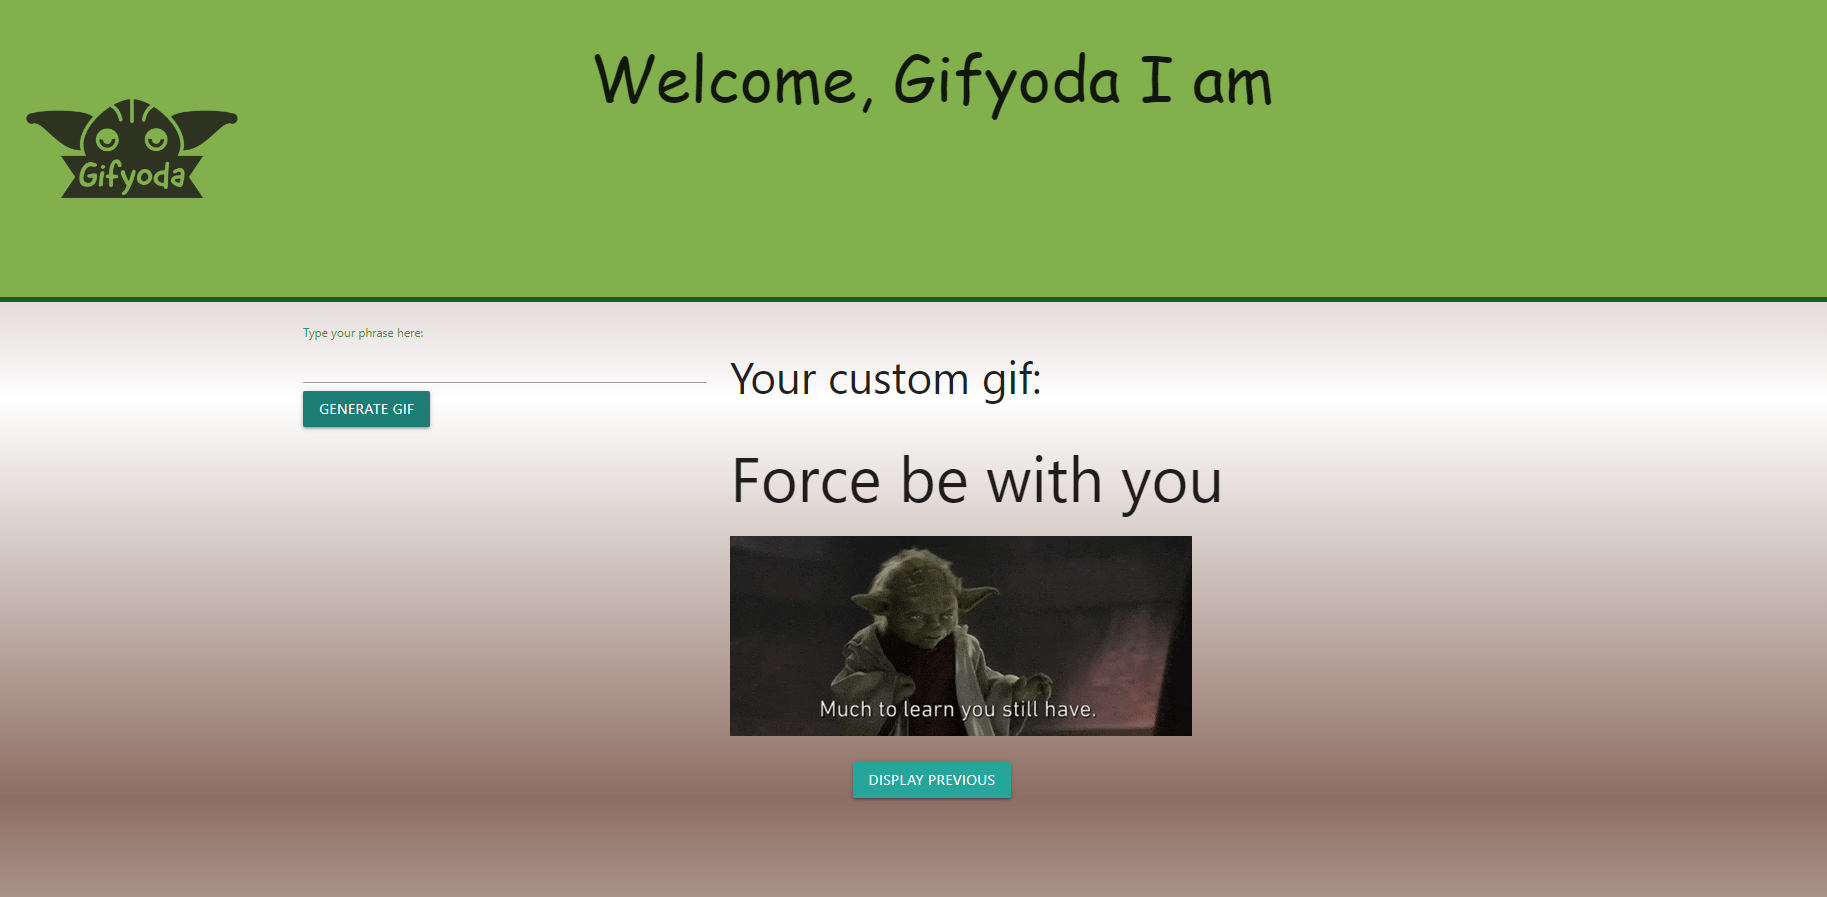 Welcome, Gifyoda I am
Gifyoda
Type your phrase here:
GENERATE GIF
Your custom gif:
Force be with you
Much to learn you still have.
DISPLAY PREVIOUS